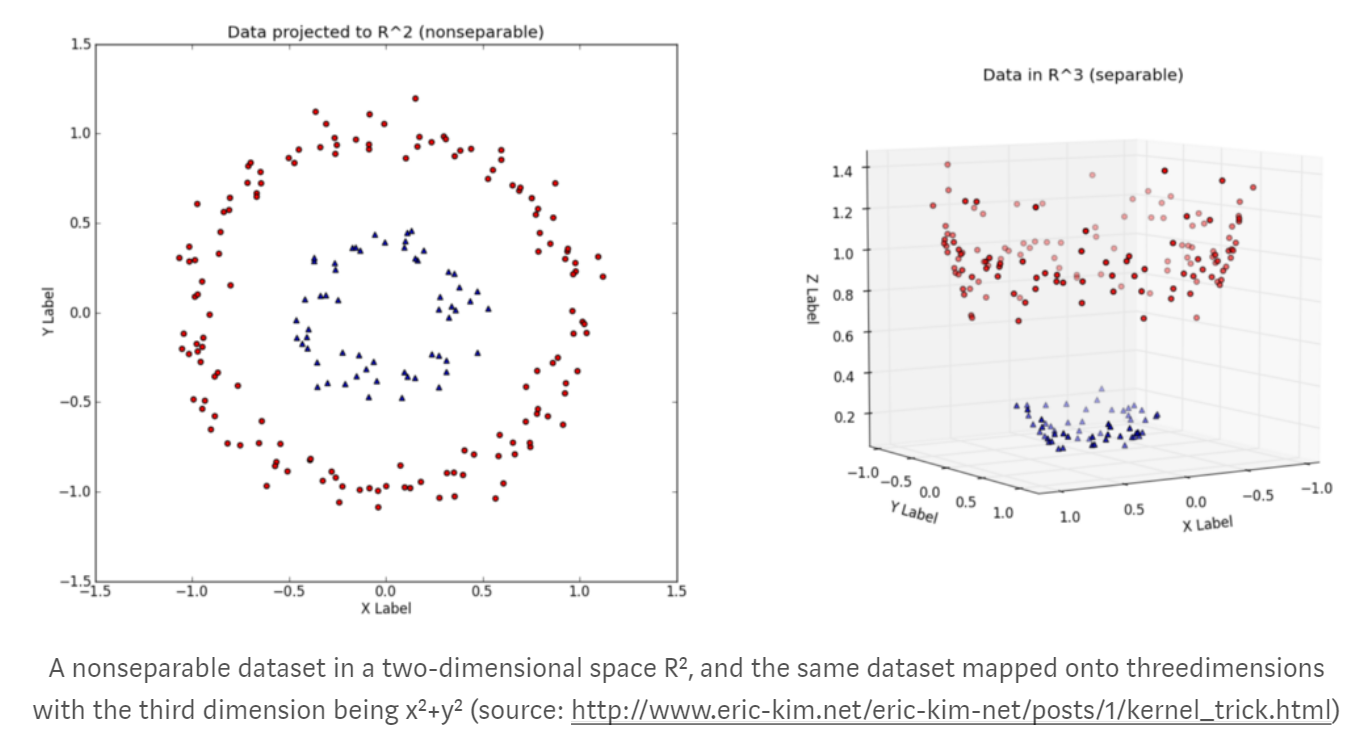 Data projected to R^2 (nonseparable)
1.5
1.0
0.5
0.0
−0.5
−1.0
−1.5
Y Label
−1.5 −1.0 −0.5 0.0 0.5 1.0 1.5
X Label
Data in R^3 (separable)
1.4
1.2
1.0
0.8
0.6
0.4
0.2
Z Label
−1.0 −0.5 0.0 0.5 1.0
Y Label
1.0 0.5 0.0 −0.5 −1.0
X Label
A nonseparable dataset in a two-dimensional space R², and the same dataset mapped onto threedimensions
with the third dimension being x²+y² (source: http://www.eric-kim.net/eric-kim-net/posts/1/kernel_trick.html)